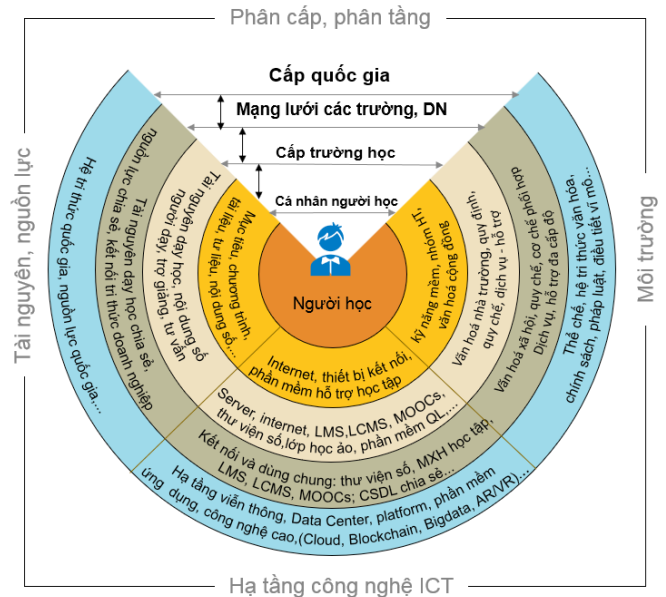 Phân cấp, phân tầng
Cấp quốc gia
Mạng lưới các trường, DN
Cấp trường học
Cá nhân người học
Người học
Tài nguyên, nguồn lực
Hệ tri thức quốc gia, nguồn lực quốc gia,...
Tài nguyên dạy học chia sẻ,
nguồn lực chia sẻ, kết nối tri thức doanh nghiệp
Tài nguyên dạy học, nội dung số
người dạy, trợ giảng, tư vấn
Mục tiêu, chương trình,
tài liệu, tư liệu, nội dung số,...
Internet, thiết bị kết nối,
phần mềm hỗ trợ học tập
Server, internet, LMS,LCMS, MOOCs,
thư viện số,lớp học ảo, phần mềm QL,...
Kết nối và dùng chung: thư viện số, MXH học tập,
LMS, LCMS, MOOCs; CSDL chia sẻ...
Hạ tầng viễn thông, Data Center, platform, phần mềm
ứng dụng, công nghệ cao,(Cloud, Blockchain, Bigdata, AR/VR)...
kỹ năng mềm, nhóm HT,
văn hoá cộng đồng
Văn hoá nhà trường, quy định,
quy chế, dịch vụ - hỗ trợ
Văn hoá xã hội, quy chế, cơ chế phối hợp
Dịch vụ, hỗ trợ đa cấp độ
Thể chế, hệ tri thức văn hóa,
chính sách, pháp luật, điều tiết vĩ mô...
Môi trường
Hạ tầng công nghệ ICT